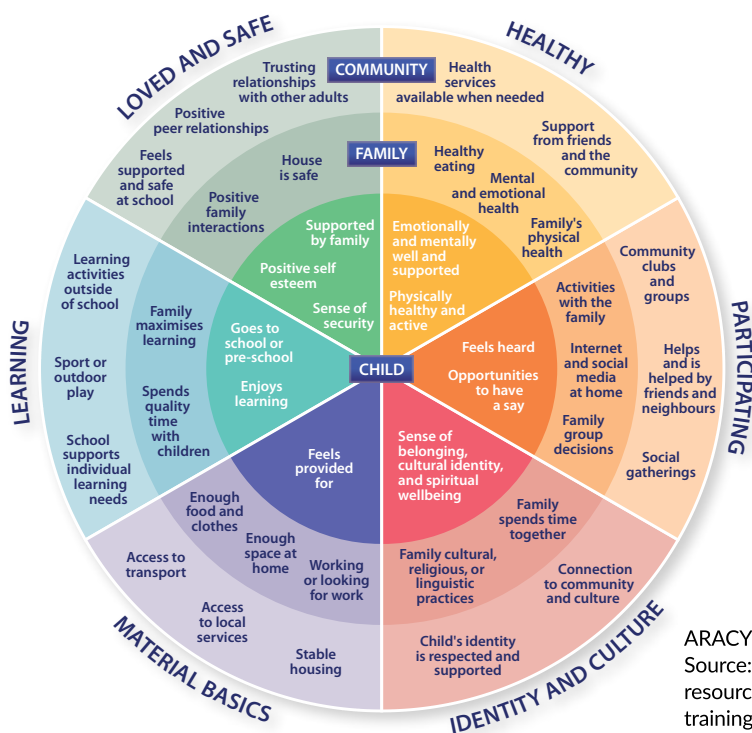 LOVED AND SAFE
COMMUNITY
Trusting
relationships
with other adults
Positive
peer relationships
Feels
supported
and safe
at school
FAMILY
House
is safe
Positive
family
interactions
Supported
by family
Positive self
esteem
Sense of
security
HEALTHY
Health
services
available when needed
Support
from friends
and the
community
Healthy
eating
Mental
and emotional
health
Family's
physical
health
Emotionally
and mentally
well and
supported
Physically
healthy and
active
PARTICIPATING
Community
clubs
and
groups
Helps
and is
helped by
friends and
neighbours
Social
gatherings
Activities
with the
family
Internet
and social
media
at home
Family
group
decisions
Feels heard
Opportunities
to have
a say
CHILD
LEARNING
Learning
activities
outside
of school
Sport or
outdoor
play
School
supports
individual
learning
needs
Family
maximises
learning
Spends
quality
time
with
children
Goes to
school or
pre-school
Enjoys
learning
MATERIAL BASICS
Feels
provided
for
Enough
food and
clothes
Enough
space at
home
Working
or looking
for work
Access to
transport
Access
to local
services
Stable
housing
IDENTITY AND CULTURE
Sense of
belonging,
cultural identity,
and spiritual
wellbeing
Family
spends time
together
Family cultural,
religious, or
linguistic
practices
Connection
to community
and culture
Child's identity
is respected and
supported
ARACY
Source:
resourc
training